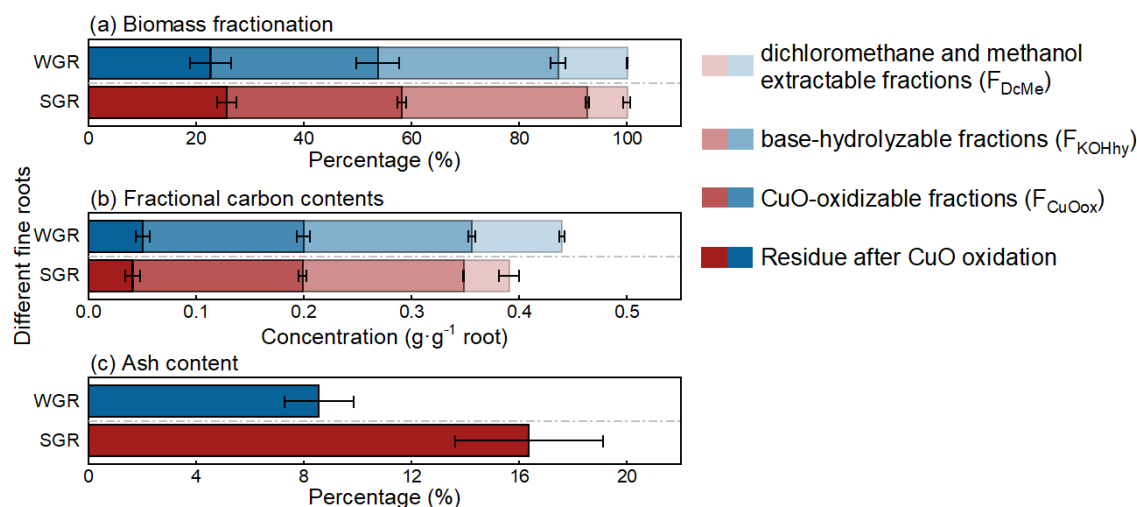 (a) Biomass fractionation
WGR
SGR
0 20 40 60 80 100
Percentage (%)
(b) Fractional carbon contents
WGR
SGR
0.0 0.1 0.2 0.3 0.4 0.5
Concentration (g·g⁻¹ root)
(c) Ash content
WGR
SGR
0 4 8 12 16 20
Percentage (%)
Different fine roots
dichloromethane and methanol
extractable fractions (F_DcMe)
base-hydrolyzable fractions (F_KOHhy)
CuO-oxidizable fractions (F_CuOox)
Residue after CuO oxidation